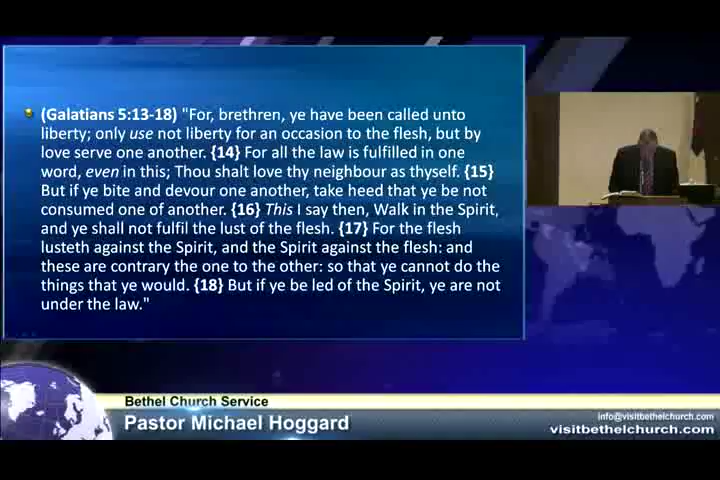 (Galatians 5:13-18) "For, brethren, ye have been called unto
liberty; only use not liberty for an occasion to the flesh, but by
love serve one another. {14} For all the law is fulfilled in one
word, even in this; Thou shalt love thy neighbour as thyself. {15}
But if ye bite and devour one another, take heed that ye be not
consumed one of another. {16} This I say then, Walk in the Spirit,
and ye shall not fulfil the lust of the flesh. {17} For the flesh
lusteth against the Spirit, and the Spirit against the flesh: and
these are contrary the one to the other: so that ye cannot do the
things that ye would. {18} But if ye be led of the Spirit, ye are not
under the law."
Bethel Church Service
Pastor Michael Hoggard
info@visitbethelchurch.com
visitbethelchurch.com